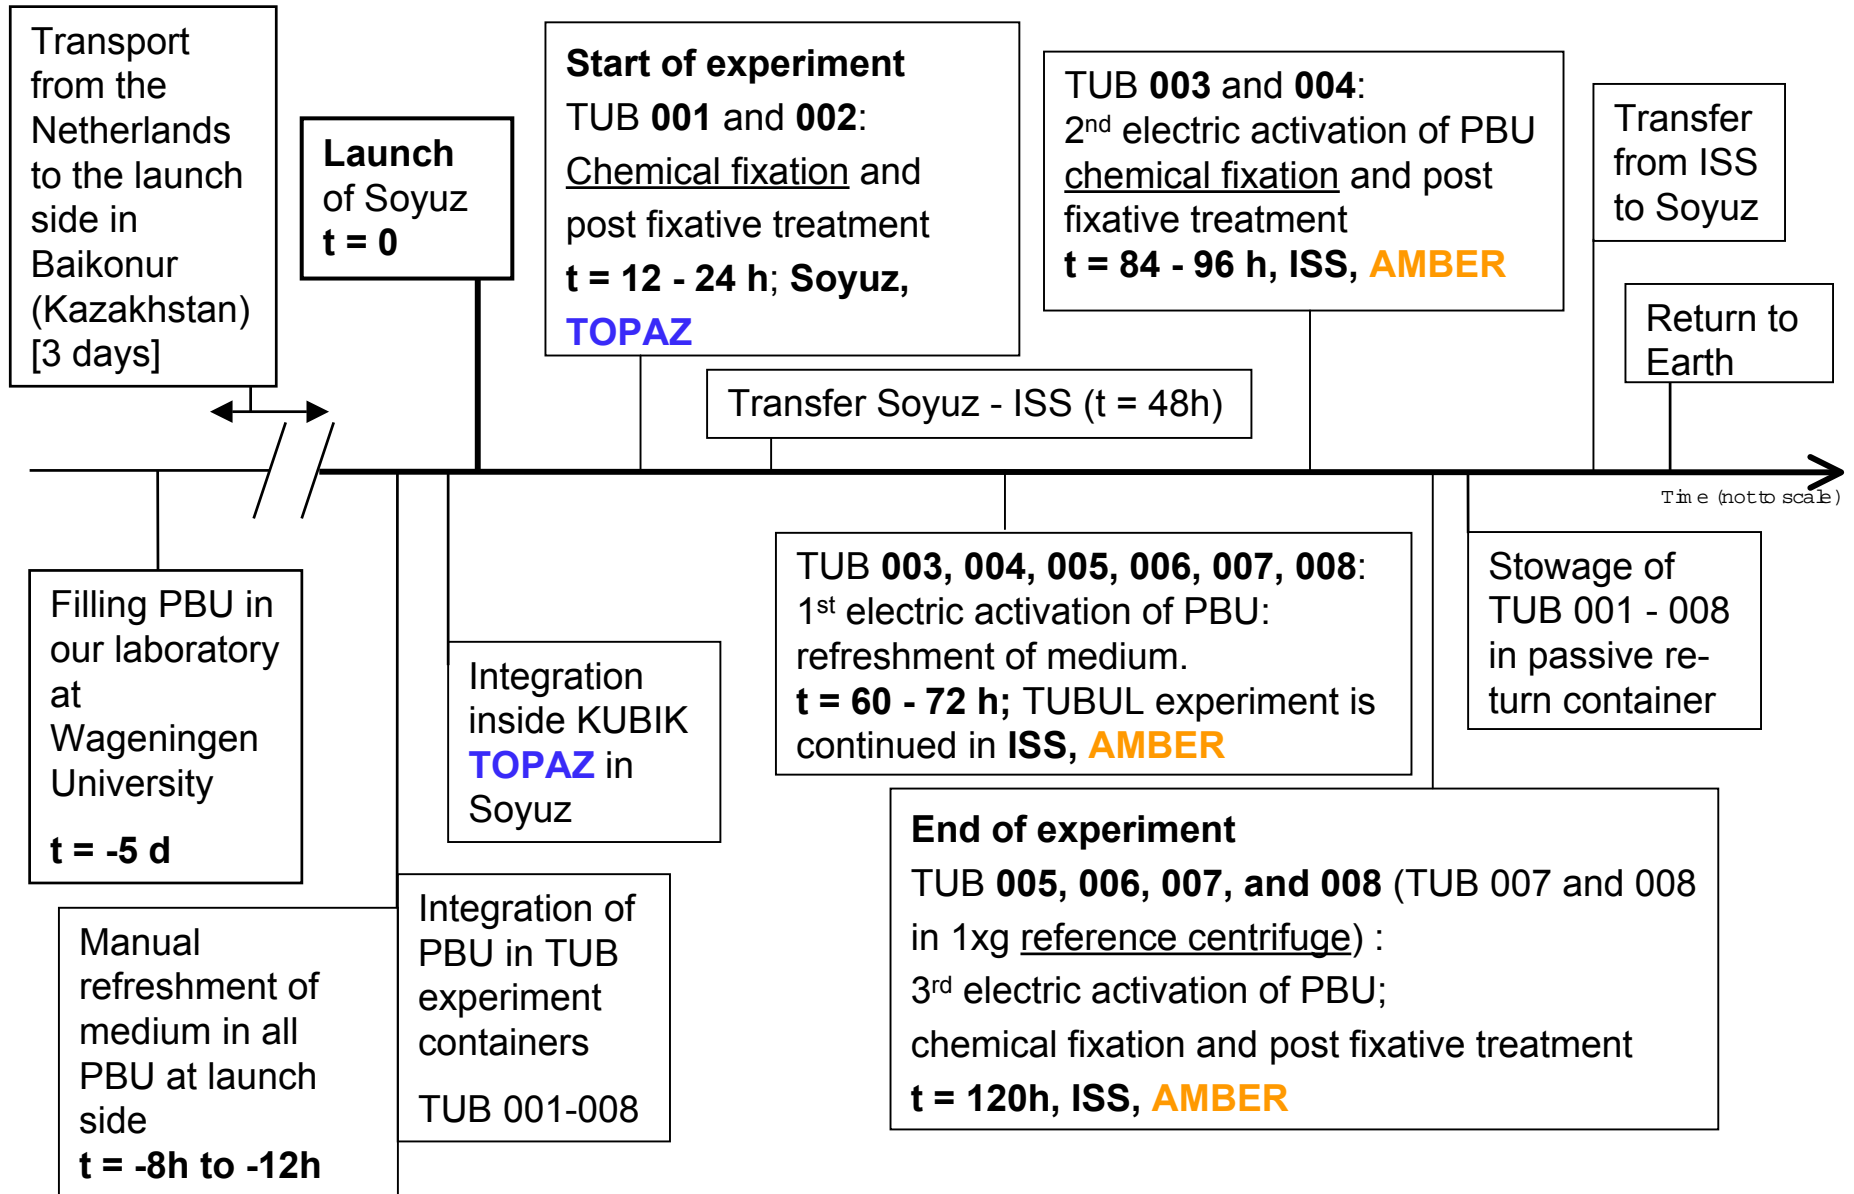 Transport
from the
Netherlands
to the launch
side in
Baikonur
(Kazakhstan)
[3 days]
Launch
of Soyuz
t = 0
Start of experiment
TUB 001 and 002:
Chemical fixation and
post fixative treatment
t = 12 - 24 h; Soyuz,
TOPAZ
TUB 003 and 004:
2nd electric activation of PBU
chemical fixation and post
fixative treatment
t = 84 - 96 h, ISS, AMBER
Transfer
from ISS
to Soyuz
Return to
Earth
Transfer Soyuz - ISS (t = 48h)
Time (not to scale)
Filling PBU in
our laboratory
at
Wageningen
University
t = -5 d
Manual
refreshment of
medium in all
PBU at launch
side
t = -8h to -12h
Integration of
PBU in TUB
experiment
containers
TUB 001-008
Integration
inside KUBIK
TOPAZ in
Soyuz
TUB 003, 004, 005, 006, 007, 008:
1st electric activation of PBU:
refreshment of medium.
t = 60 - 72 h; TUBUL experiment is
continued in ISS, AMBER
End of experiment
TUB 005, 006, 007, and 008 (TUB 007 and 008
in 1xg reference centrifuge) :
3rd electric activation of PBU;
chemical fixation and post fixative treatment
t = 120h, ISS, AMBER
Stowage of
TUB 001 - 008
in passive re-
turn container